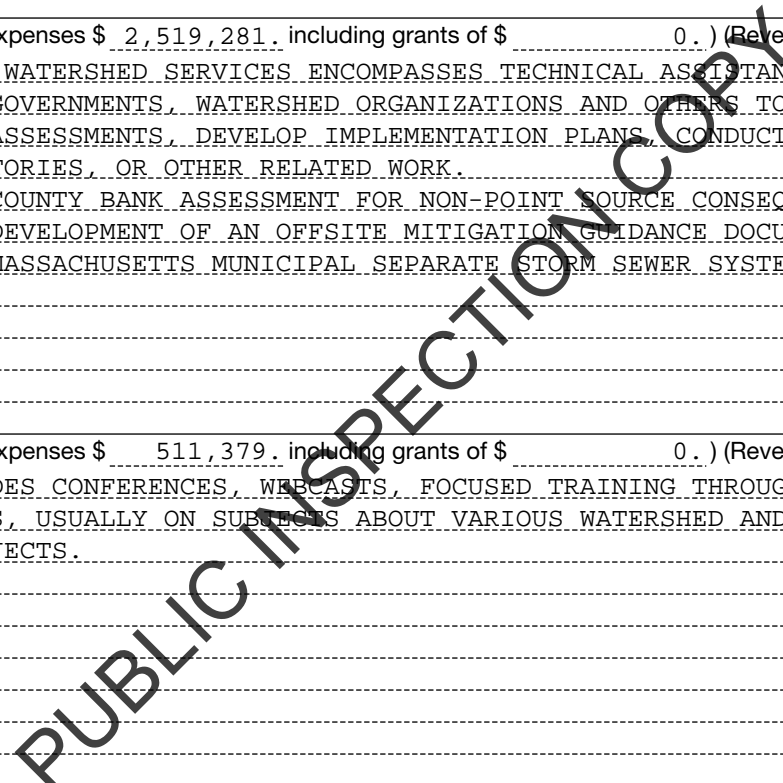 xpenses $ 2,519,281. including grants of $ 0. ) (Reve
WATERSHED SERVICES ENCOMPASSES TECHNICAL ASSISTAN
GOVERNMENTS, WATERSHED ORGANIZATIONS AND OTHERS TO
ASSESSMENTS, DEVELOP IMPLEMENTATION PLANS, CONDUCT
TORIES, OR OTHER RELATED WORK.
COUNTY BANK ASSESSMENT FOR NON-POINT SOURCE CONSEQ
DEVELOPMENT OF AN OFFSITE MITIGATION GUIDANCE DOCU
MASSACHUSETTS MUNICIPAL SEPARATE STORM SEWER SYSTE
xpenses $ 511,379. including grants of $ 0. ) (Reve
DES CONFERENCES, WEBCASTS, FOCUSED TRAINING THROUG
S, USUALLY ON SUBJECTS ABOUT VARIOUS WATERSHED AND
JECTS.
PUBLIC INSPECTION COPY